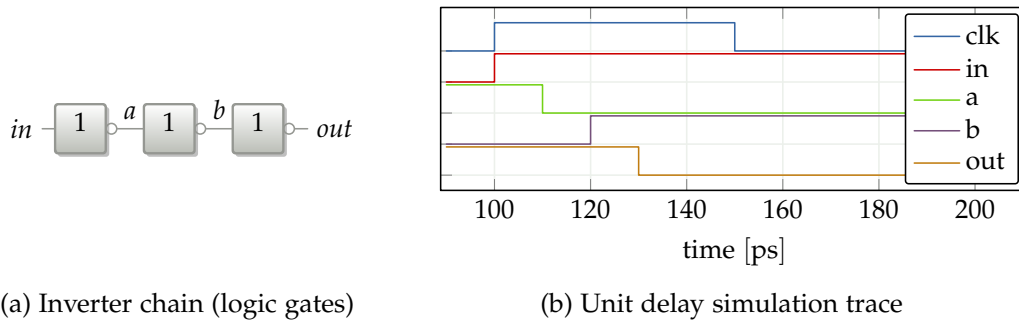 in
1
a
1
b
1
out
(a) Inverter chain (logic gates)
clk
in
a
b
out
100 120 140 160 180 200
time [ps]
(b) Unit delay simulation trace